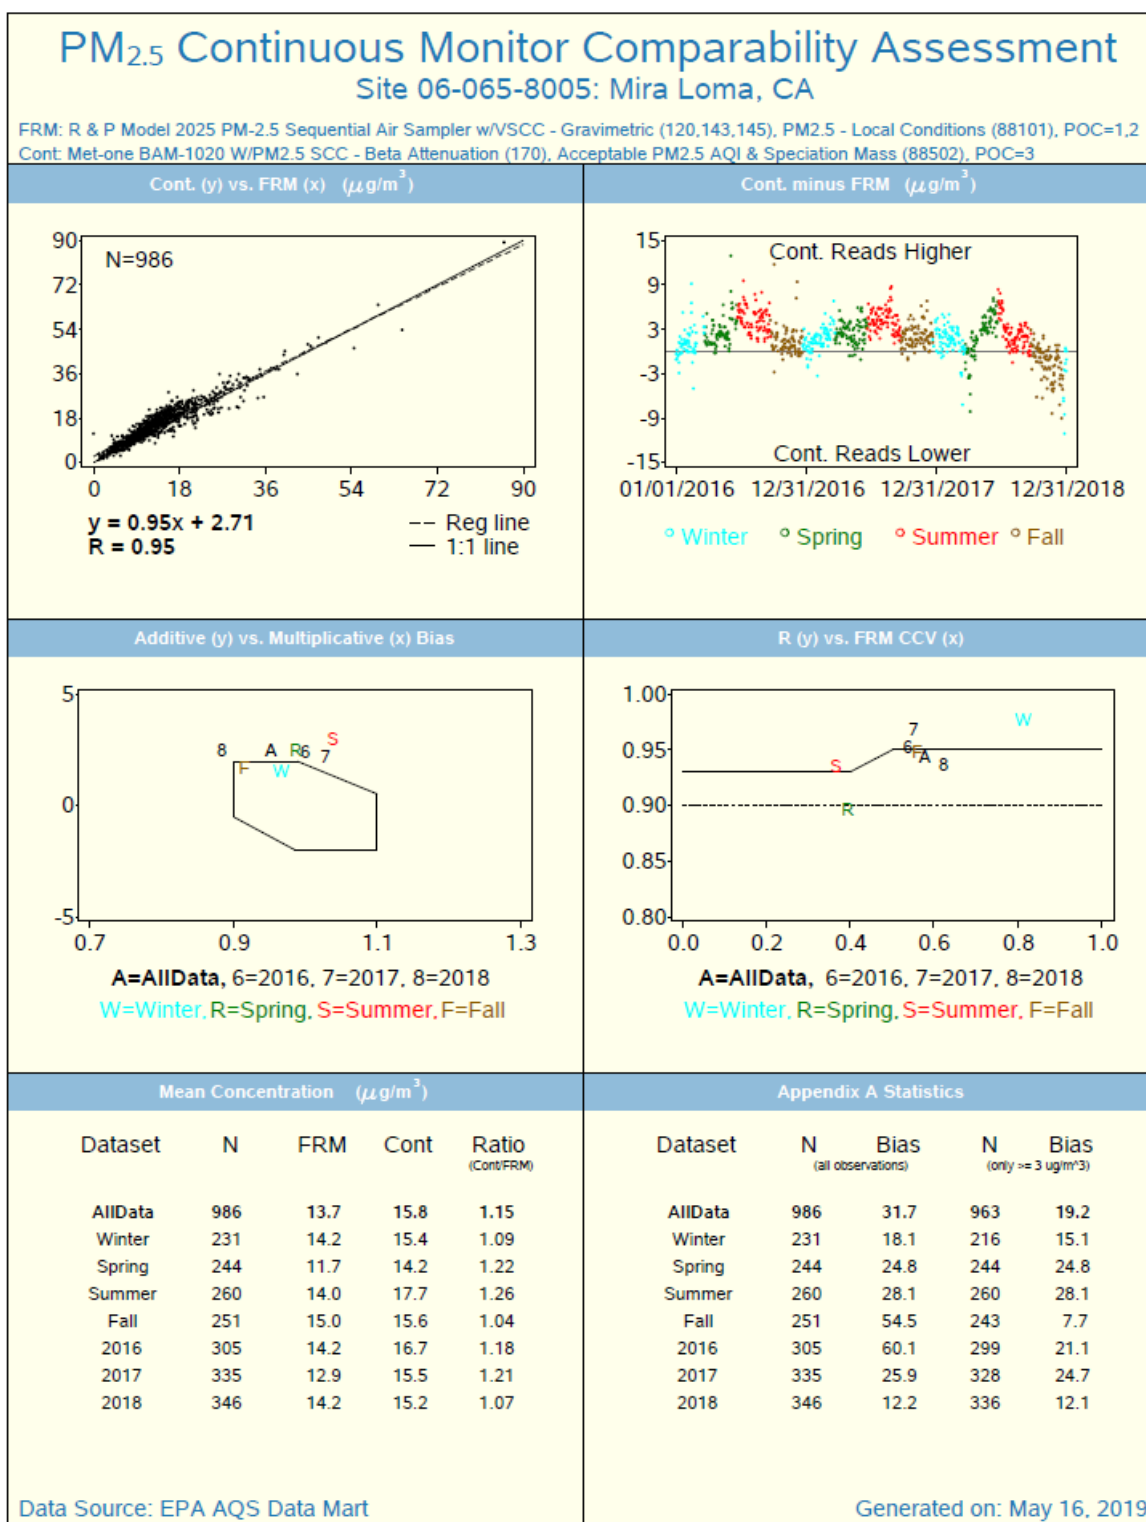 PM2.5 Continuous Monitor Comparability Assessment
Site 06-065-8005: Mira Loma, CA
FRM: R & P Model 2025 PM-2.5 Sequential Air Sampler w/VSCC - Gravimetric (120,143,145), PM2.5 - Local Conditions (88101), POC=1,2
Cont: Met-one BAM-1020 W/PM2.5 SCC - Beta Attenuation (170), Acceptable PM2.5 AQI & Speciation Mass (88502), POC=3
Cont. (y) vs. FRM (x) (μg/m³)
90
72
54
36
18
0
N=986
0 18 36 54 72 90
y = 0.95x + 2.71
R = 0.95
Reg line
1:1 line
Cont. minus FRM (μg/m³)
15
9
3
-3
-9
-15
Cont. Reads Higher
Cont. Reads Lower
01/01/2016 12/31/2016 12/31/2017 12/31/2018
Winter Spring Summer Fall
Additive (y) vs. Multiplicative (x) Bias
5
0
-5
8 F A W R 6 7 S
0.7 0.9 1.1 1.3
A=AllData, 6=2016, 7=2017, 8=2018
W=Winter, R=Spring, S=Summer, F=Fall
R (y) vs. FRM CCV (x)
1.00
0.95
0.90
0.85
0.80
S R 6 7 F A 8 W
0.0 0.2 0.4 0.6 0.8 1.0
A=AllData, 6=2016, 7=2017, 8=2018
W=Winter, R=Spring, S=Summer, F=Fall
Mean Concentration (μg/m³)
Dataset N FRM Cont Ratio
(Cont/FRM)
AllData 986 13.7 15.8 1.15
Winter 231 14.2 15.4 1.09
Spring 244 11.7 14.2 1.22
Summer 260 14.0 17.7 1.26
Fall 251 15.0 15.6 1.04
2016 305 14.2 16.7 1.18
2017 335 12.9 15.5 1.21
2018 346 14.2 15.2 1.07
Appendix A Statistics
Dataset N Bias N Bias
(all observations) (only >= 3 ug/m^3)
AllData 986 31.7 963 19.2
Winter 231 18.1 216 15.1
Spring 244 24.8 244 24.8
Summer 260 28.1 260 28.1
Fall 251 54.5 243 7.7
2016 305 60.1 299 21.1
2017 335 25.9 328 24.7
2018 346 12.2 336 12.1
Data Source: EPA AQS Data Mart
Generated on: May 16, 2019